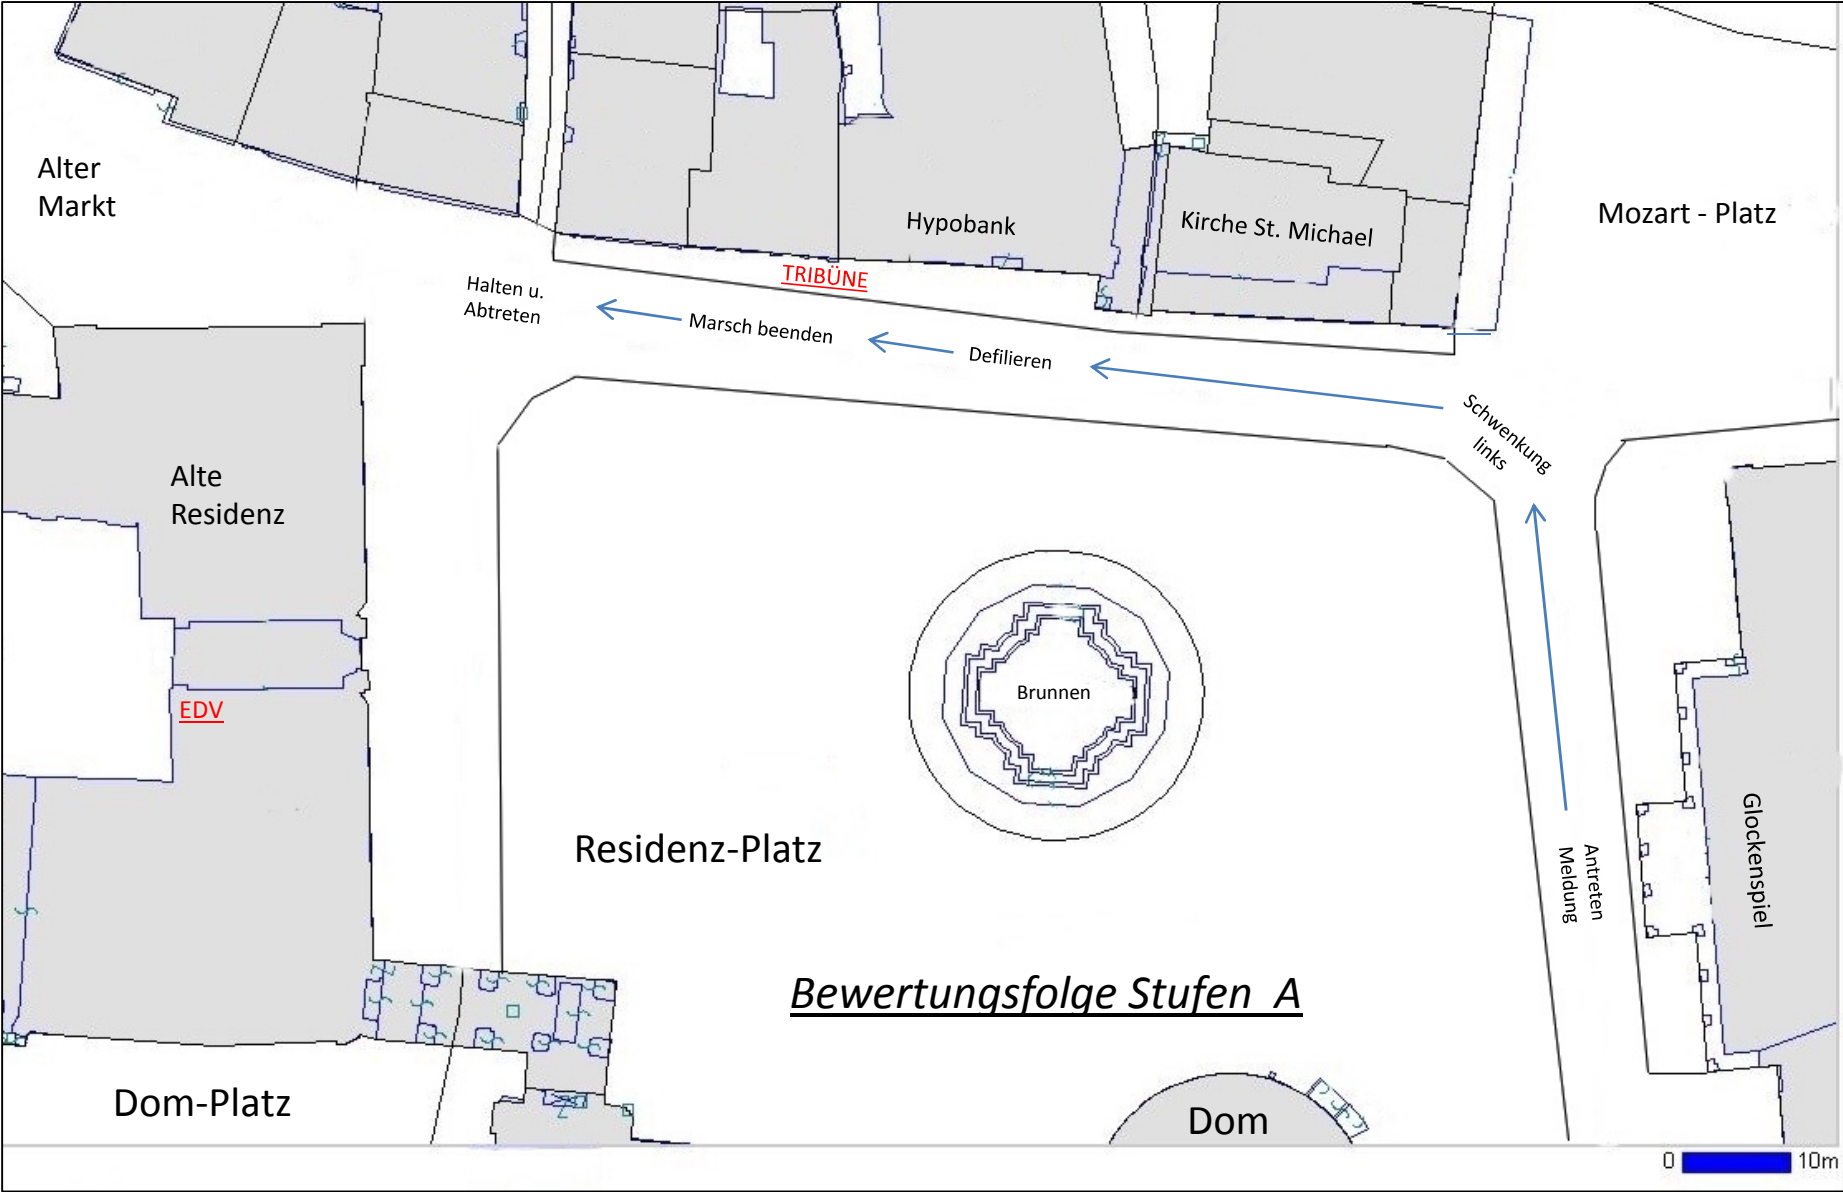 Alter
Markt
Hypobank
Kirche St. Michael
Mozart - Platz
TRIBÜNE
Halten u.
Abtreten
Marsch beenden
Defilieren
Schwenkung
links
Alte
Residenz
EDV
Brunnen
Residenz-Platz
Antreten
Meldung
Glockenspiel
Bewertungsfolge Stufen A
Dom-Platz
Dom
0 10m